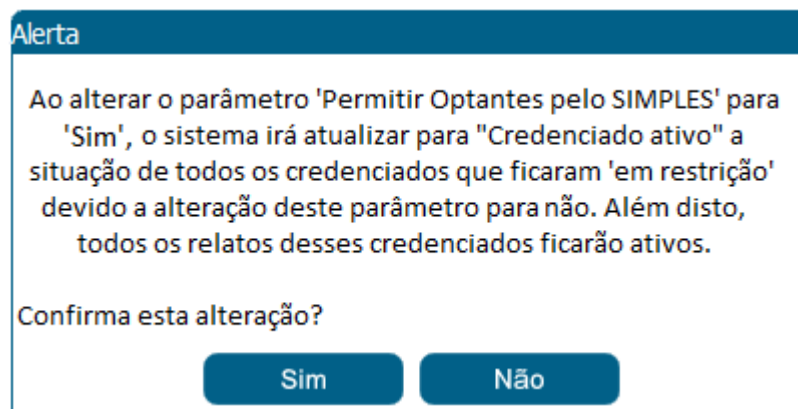 Alerta
Ao alterar o parâmetro 'Permitir Optantes pelo SIMPLES' para
'Sim', o sistema irá atualizar para "Credenciado ativo" a
situação de todos os credenciados que ficaram 'em restrição'
devido a alteração deste parâmetro para não. Além disto,
todos os relatos desses credenciados ficarão ativos.
Confirma esta alteração?
Sim Não